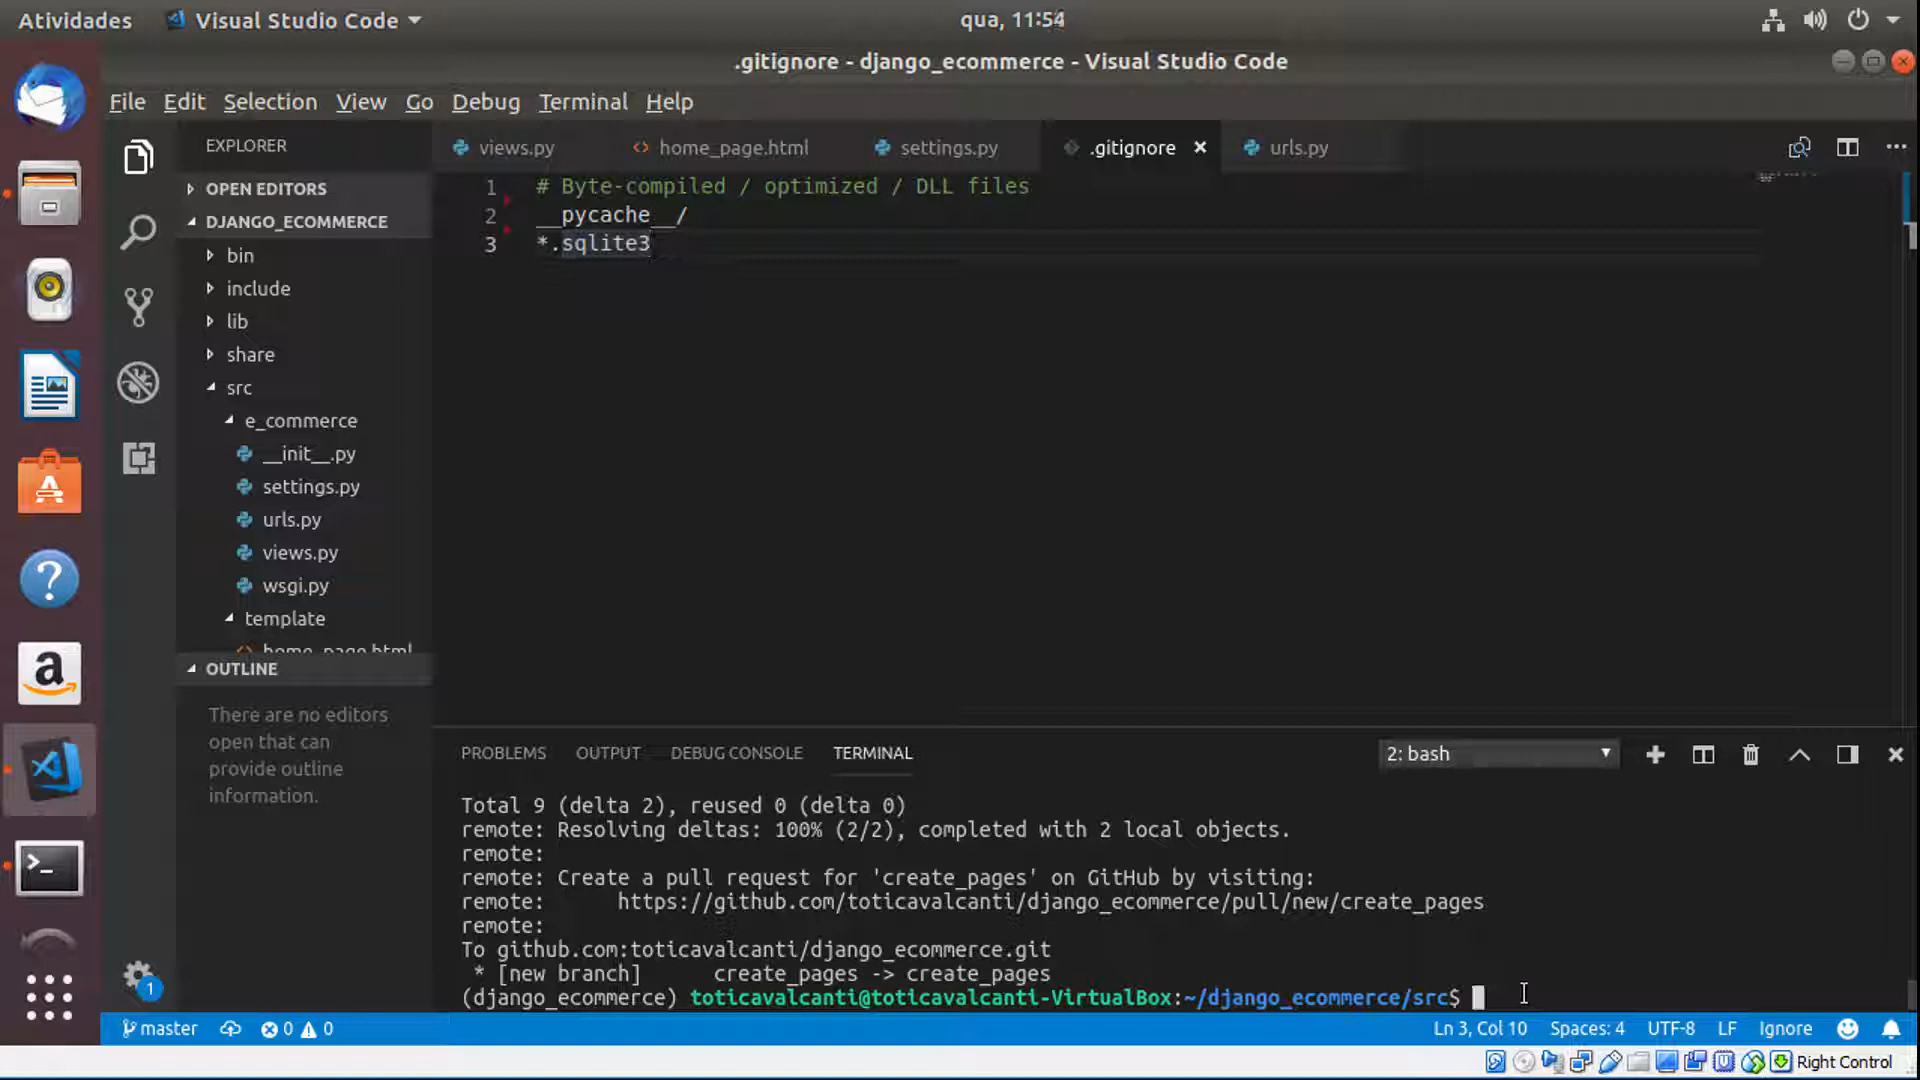 Atividades
Visual Studio Code
qua, 11:54
.gitignore - django_ecommerce - Visual Studio Code
File Edit Selection View Go Debug Terminal Help
EXPLORER
OPEN EDITORS
DJANGO_ECOMMERCE
bin
include
lib
share
src
e_commerce
__init__.py
settings.py
urls.py
views.py
wsgi.py
template
home_page.html
OUTLINE
There are no editors
open that can
provide outline
information.
views.py
home_page.html
settings.py
.gitignore
urls.py
1 # Byte-compiled / optimized / DLL files
2 __pycache__/
3 *.sqlite3
PROBLEMS OUTPUT DEBUG CONSOLE TERMINAL
2: bash
Total 9 (delta 2), reused 0 (delta 0)
remote: Resolving deltas: 100% (2/2), completed with 2 local objects.
remote:
remote: Create a pull request for 'create_pages' on GitHub by visiting:
remote: https://github.com/toticavalcanti/django_ecommerce/pull/new/create_pages
remote:
To github.com:toticavalcanti/django_ecommerce.git
* [new branch] create_pages -> create_pages
(django_ecommerce) toticavalcanti@toticavalcanti-VirtualBox:~/django_ecommerce/src$
1
master
0 0
Ln 3, Col 10
Spaces: 4
UTF-8
LF
Ignore
Right Control